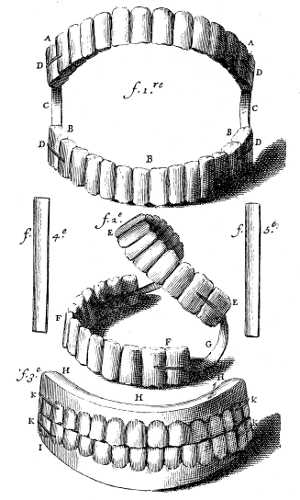 A A
D D
f. 1.re
C C
B B
D B D
f. 2.e
E
f. 4.e f. 5.e
E
F F
G
f. 3.e
H H
H
K k
K k
I